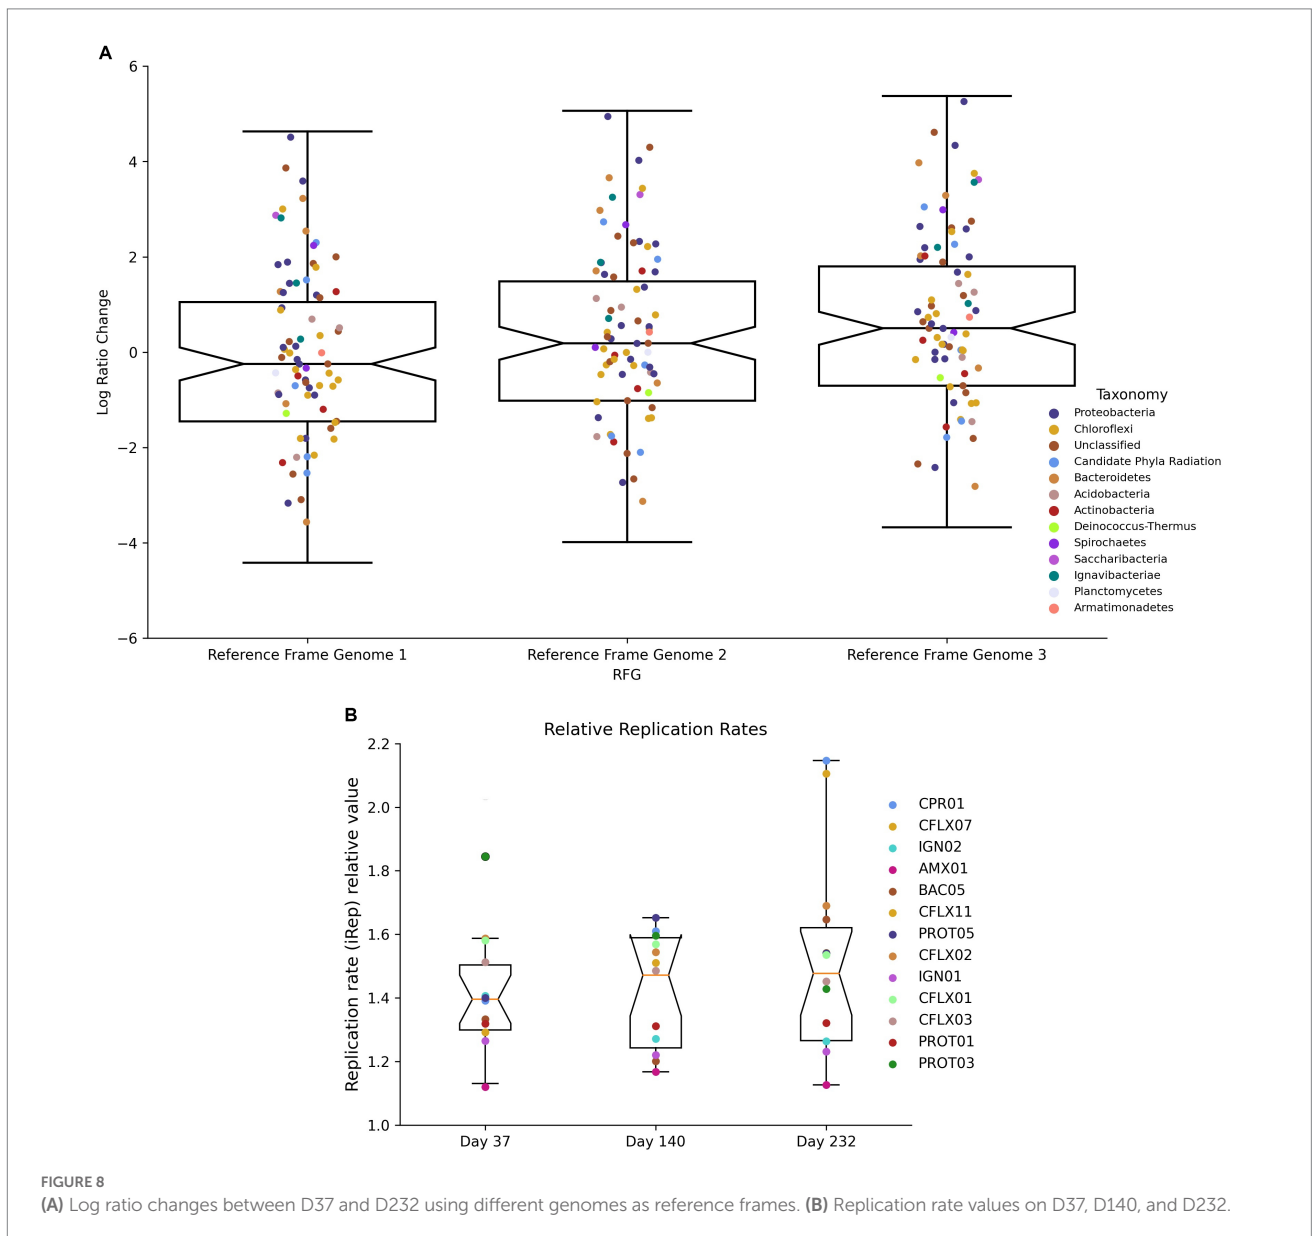 A
6
4
2
0
−2
−4
−6
Log Ratio Change
Reference Frame Genome 1
Reference Frame Genome 2
Reference Frame Genome 3
RFG
Taxonomy
Proteobacteria
Chloroflexi
Unclassified
Candidate Phyla Radiation
Bacteroidetes
Acidobacteria
Actinobacteria
Deinococcus-Thermus
Spirochaetes
Saccharibacteria
Ignavibacteriae
Planctomycetes
Armatimonadetes
B
Relative Replication Rates
2.2
2.0
1.8
1.6
1.4
1.2
1.0
Replication rate (iRep) relative value
Day 37
Day 140
Day 232
CPR01
CFLX07
IGN02
AMX01
BAC05
CFLX11
PROT05
CFLX02
IGN01
CFLX01
CFLX03
PROT01
PROT03
FIGURE 8
(A) Log ratio changes between D37 and D232 using different genomes as reference frames. (B) Replication rate values on D37, D140, and D232.